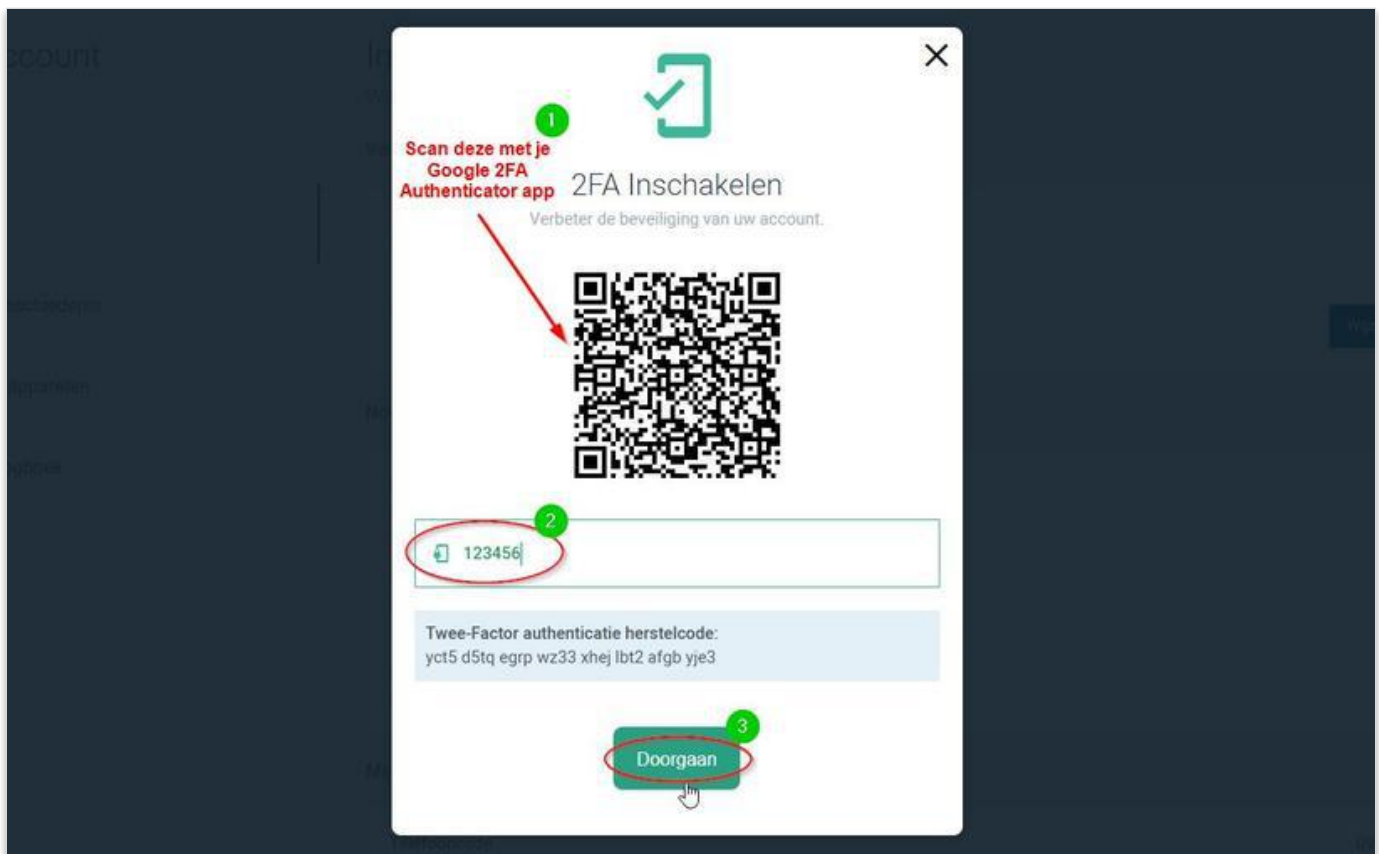 ccount
1
Scan deze met je
Google 2FA
Authenticator app
2FA Inschakelen
Verbeter de beveiliging van uw account.
2
123456
Twee-Factor authenticatie herstelcode:
yct5 d5tq egrp wz33 xhej lbt2 afgb yje3
3
Doorgaan